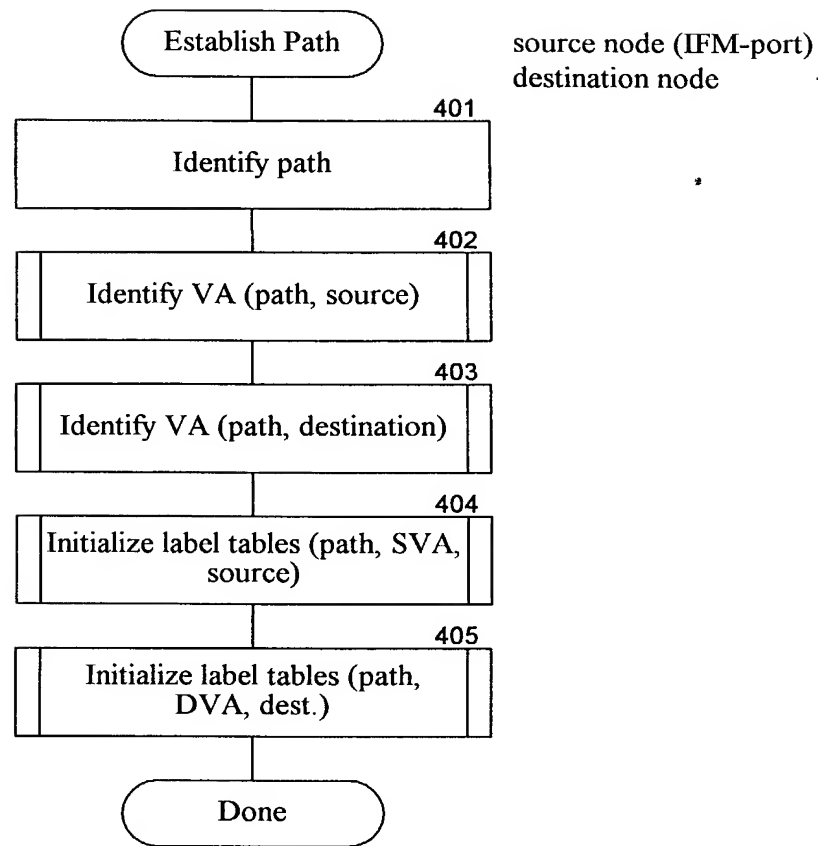 Establish Path
source node (IFM-port)
destination node
401
Identify path
402
Identify VA (path, source)
403
Identify VA (path, destination)
404
Initialize label tables (path, SVA,
source)
405
Initialize label tables (path,
DVA, dest.)
Done